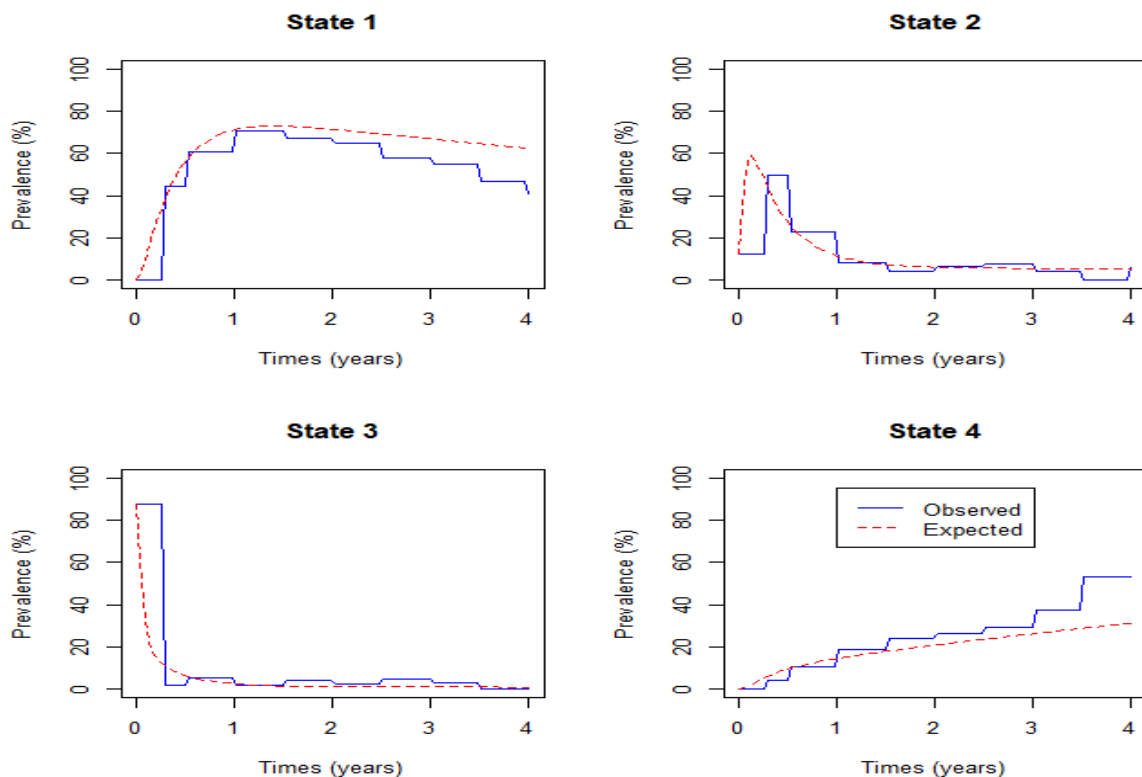 State 1
Prevalence (%)
0 20 40 60 80 100
0 1 2 3 4
Times (years)
State 2
Prevalence (%)
0 20 40 60 80 100
0 1 2 3 4
Times (years)
State 3
Prevalence (%)
0 20 40 60 80 100
0 1 2 3 4
Times (years)
State 4
Prevalence (%)
0 20 40 60 80 100
Observed
Expected
0 1 2 3 4
Times (years)